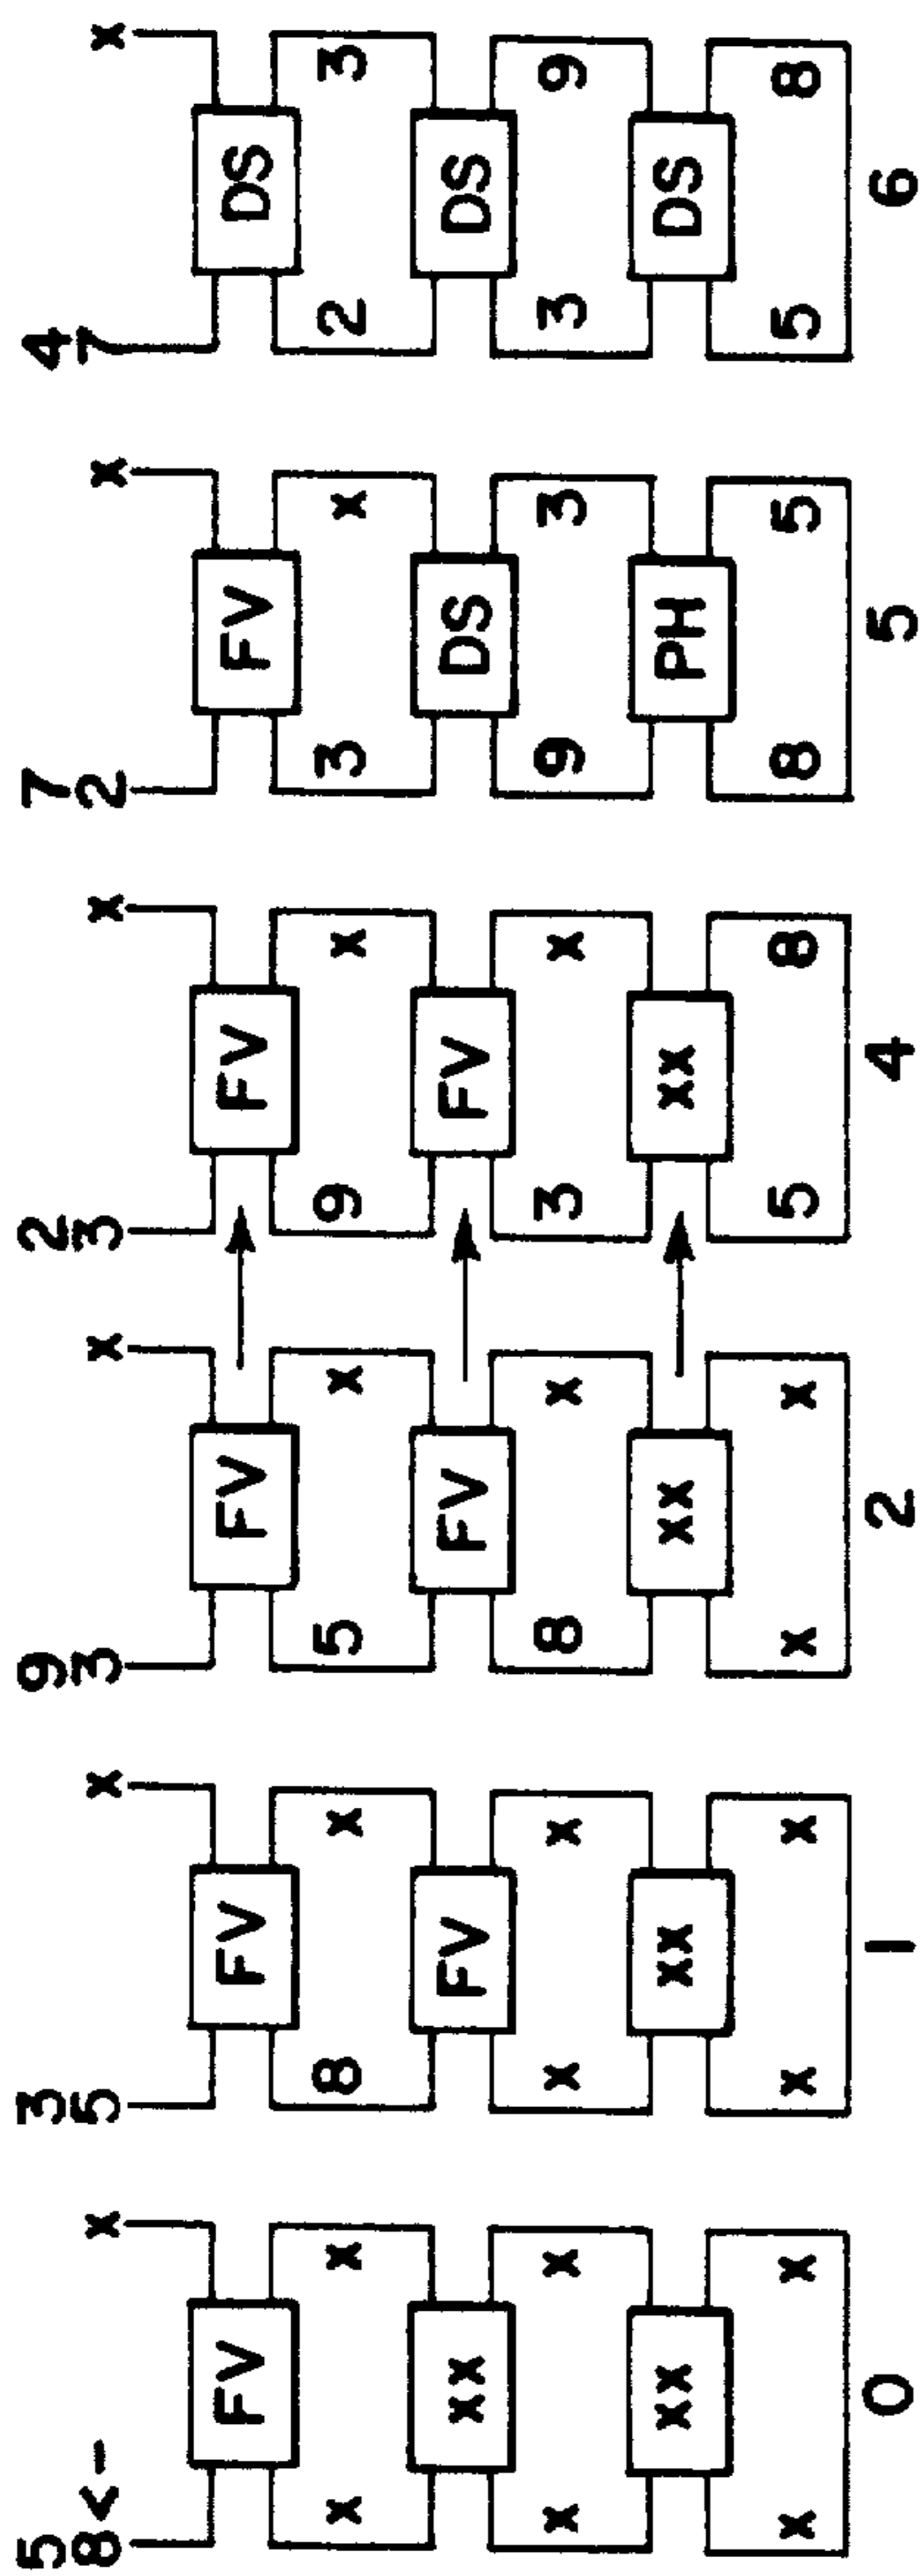 5 3 9 2 7 4
8 <- x 5 x 3 x 3 x 2 x 7 x
FV FV FV FV FV DS
x x 8 x 5 x 9 x 3 x 2 3
xx FV FV FV DS DS
x x x x 8 x 3 x 9 3 3 9
xx xx xx xx PH DS
x x x x x x 5 8 8 5 5 8
0 1 2 4 5 6